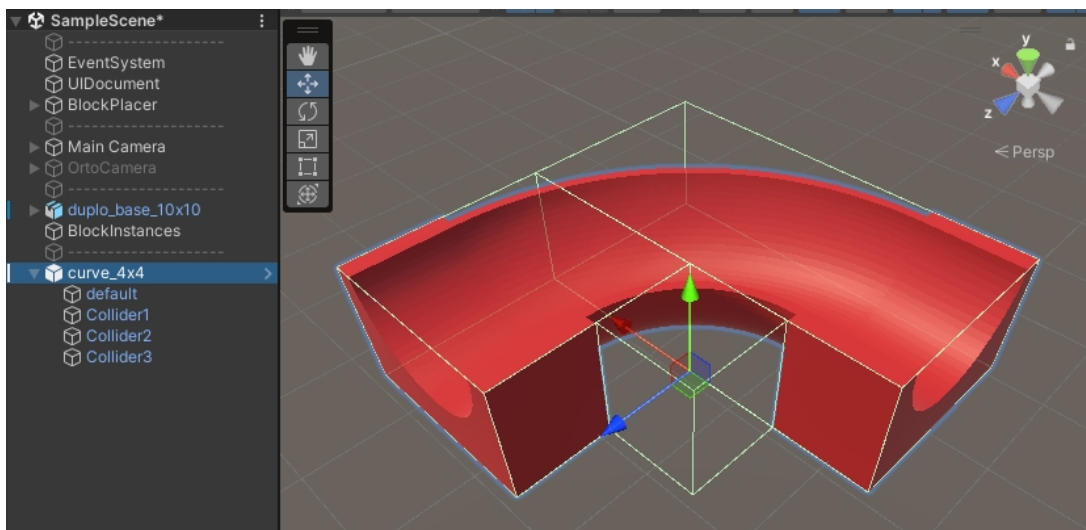 SampleScene*
--------------------
EventSystem
UIDocument
BlockPlacer
--------------------
Main Camera
OrtoCamera
--------------------
duplo_base_10x10
BlockInstances
--------------------
curve_4x4
default
Collider1
Collider2
Collider3
y
x
z
Persp